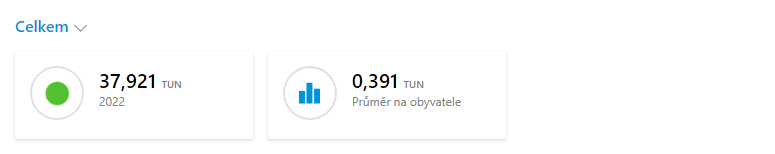 Celkem
37,921 TUN
2022
0,391 TUN
Průměr na obyvatele